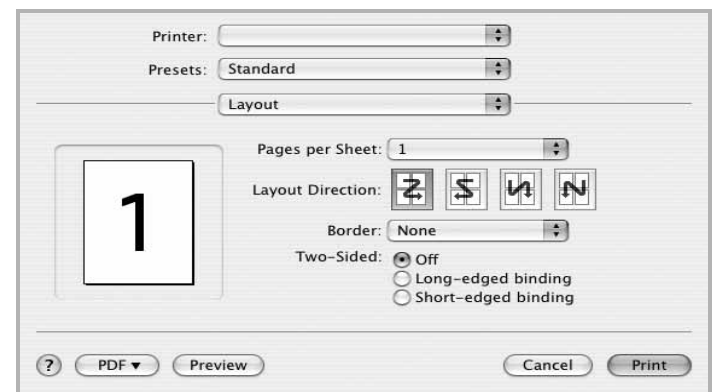 Printer:
Presets: Standard
Layout
Pages per Sheet: 1
Layout Direction:
Border: None
Two-Sided: Off
Long-edged binding
Short-edged binding
1
? PDF▼ Preview Cancel Print